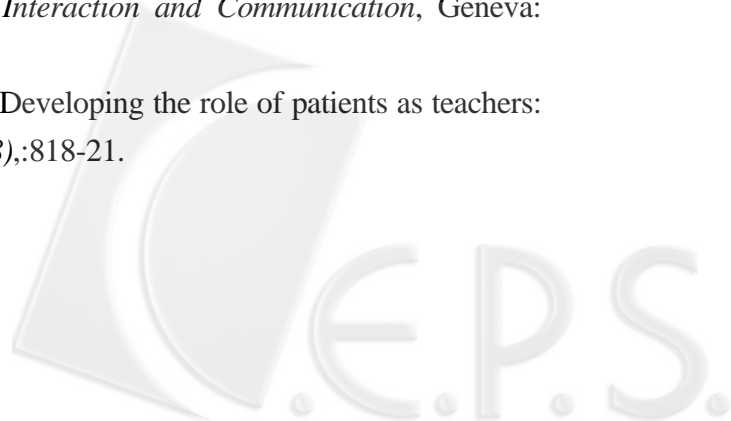 Interaction and Communication, Geneva:
Developing the role of patients as teachers:
),:818-21.
C.E.P.S.